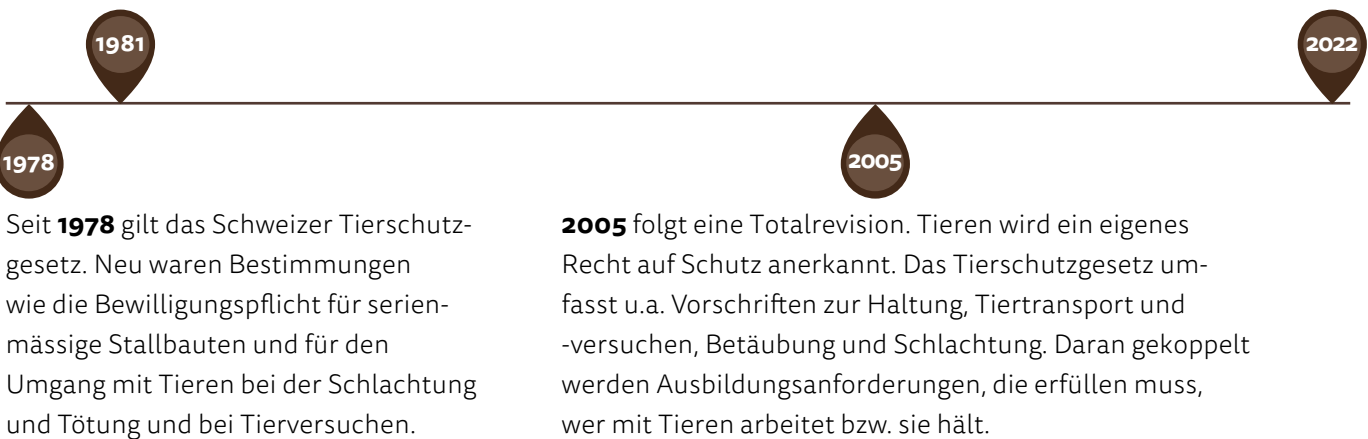 1981
2022
1978
2005
Seit 1978 gilt das Schweizer Tierschutz-
gesetz. Neu waren Bestimmungen
wie die Bewilligungspflicht für serien-
mässige Stallbauten und für den
Umgang mit Tieren bei der Schlachtung
und Tötung und bei Tierversuchen.
2005 folgt eine Totalrevision. Tieren wird ein eigenes
Recht auf Schutz anerkannt. Das Tierschutzgesetz um-
fasst u.a. Vorschriften zur Haltung, Tiertransport und
-versuchen, Betäubung und Schlachtung. Daran gekoppelt
werden Ausbildungsanforderungen, die erfüllen muss,
wer mit Tieren arbeitet bzw. sie hält.